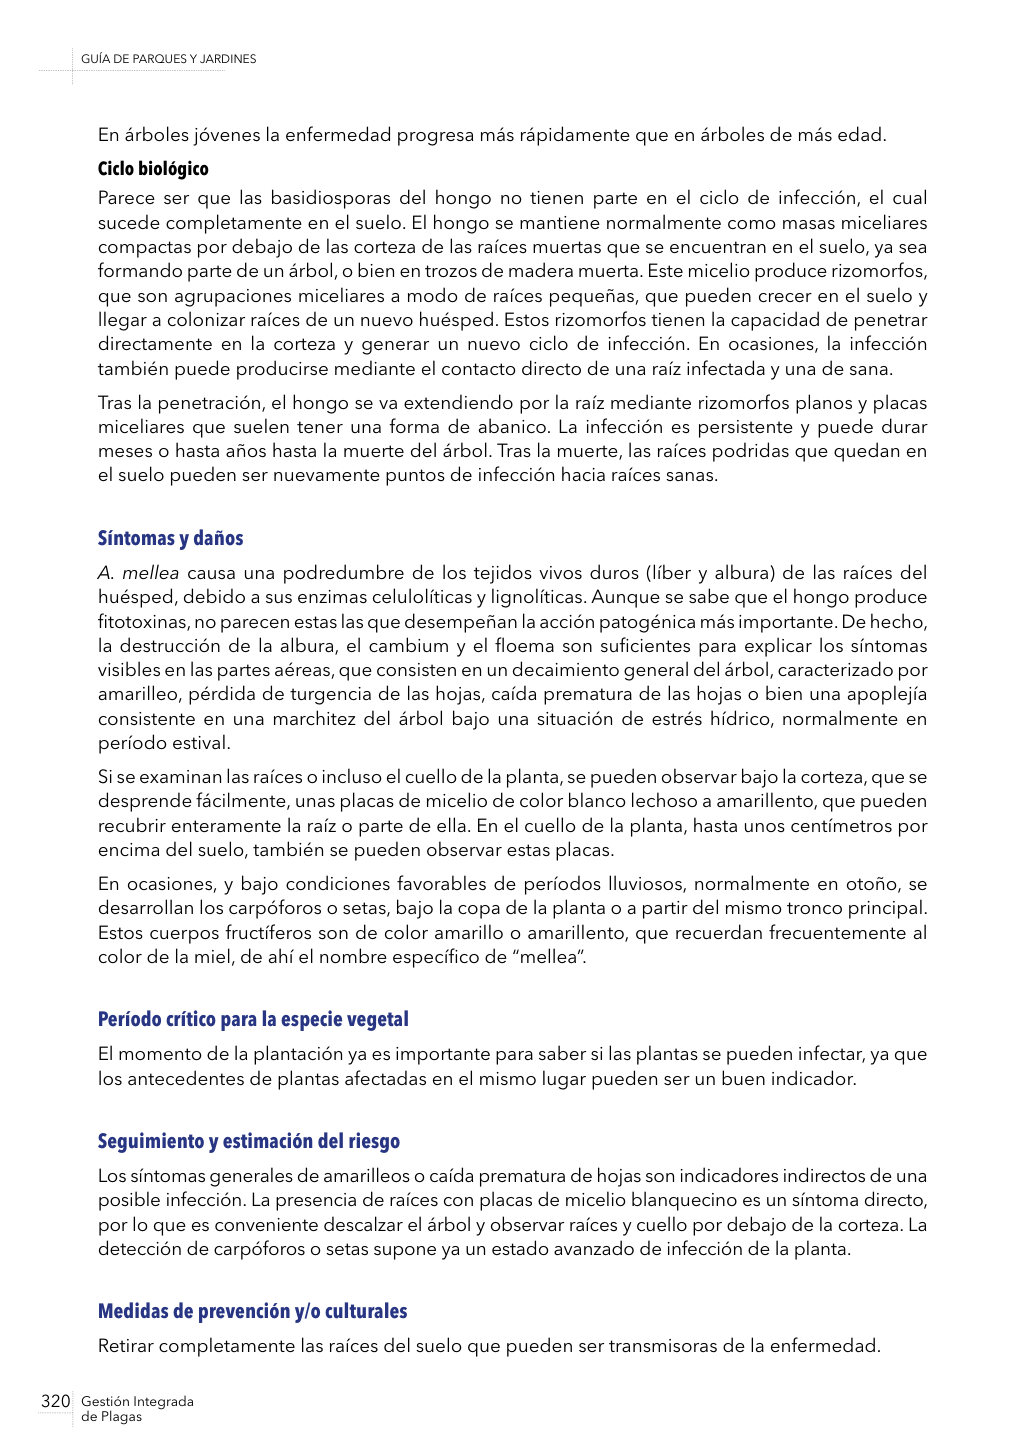 GUÍA DE PARQUES Y JARDINES
En árboles jóvenes la enfermedad progresa más rápidamente que en árboles de más edad.
Ciclo biológico
Parece ser que las basidiosporas del hongo no tienen parte en el ciclo de infección, el cual
sucede completamente en el suelo. El hongo se mantiene normalmente como masas miceliares
compactas por debajo de las corteza de las raíces muertas que se encuentran en el suelo, ya sea
formando parte de un árbol, o bien en trozos de madera muerta. Este micelio produce rizomorfos,
que son agrupaciones miceliares a modo de raíces pequeñas, que pueden crecer en el suelo y
llegar a colonizar raíces de un nuevo huésped. Estos rizomorfos tienen la capacidad de penetrar
directamente en la corteza y generar un nuevo ciclo de infección. En ocasiones, la infección
también puede producirse mediante el contacto directo de una raíz infectada y una de sana.
Tras la penetración, el hongo se va extendiendo por la raíz mediante rizomorfos planos y placas
miceliares que suelen tener una forma de abanico. La infección es persistente y puede durar
meses o hasta años hasta la muerte del árbol. Tras la muerte, las raíces podridas que quedan en
el suelo pueden ser nuevamente puntos de infección hacia raíces sanas.
Síntomas y daños
A. mellea causa una podredumbre de los tejidos vivos duros (líber y albura) de las raíces del
huésped, debido a sus enzimas celulolíticas y lignolíticas. Aunque se sabe que el hongo produce
fitotoxinas, no parecen estas las que desempeñan la acción patogénica más importante. De hecho,
la destrucción de la albura, el cambium y el floema son suficientes para explicar los síntomas
visibles en las partes aéreas, que consisten en un decaimiento general del árbol, caracterizado por
amarilleo, pérdida de turgencia de las hojas, caída prematura de las hojas o bien una apoplejía
consistente en una marchitez del árbol bajo una situación de estrés hídrico, normalmente en
período estival.
Si se examinan las raíces o incluso el cuello de la planta, se pueden observar bajo la corteza, que se
desprende fácilmente, unas placas de micelio de color blanco lechoso a amarillento, que pueden
recubrir enteramente la raíz o parte de ella. En el cuello de la planta, hasta unos centímetros por
encima del suelo, también se pueden observar estas placas.
En ocasiones, y bajo condiciones favorables de períodos lluviosos, normalmente en otoño, se
desarrollan los carpóforos o setas, bajo la copa de la planta o a partir del mismo tronco principal.
Estos cuerpos fructíferos son de color amarillo o amarillento, que recuerdan frecuentemente al
color de la miel, de ahí el nombre específico de “mellea”.
Período crítico para la especie vegetal
El momento de la plantación ya es importante para saber si las plantas se pueden infectar, ya que
los antecedentes de plantas afectadas en el mismo lugar pueden ser un buen indicador.
Seguimiento y estimación del riesgo
Los síntomas generales de amarilleos o caída prematura de hojas son indicadores indirectos de una
posible infección. La presencia de raíces con placas de micelio blanquecino es un síntoma directo,
por lo que es conveniente descalzar el árbol y observar raíces y cuello por debajo de la corteza. La
detección de carpóforos o setas supone ya un estado avanzado de infección de la planta.
Medidas de prevención y/o culturales
Retirar completamente las raíces del suelo que pueden ser transmisoras de la enfermedad.
320 Gestión Integrada
de Plagas